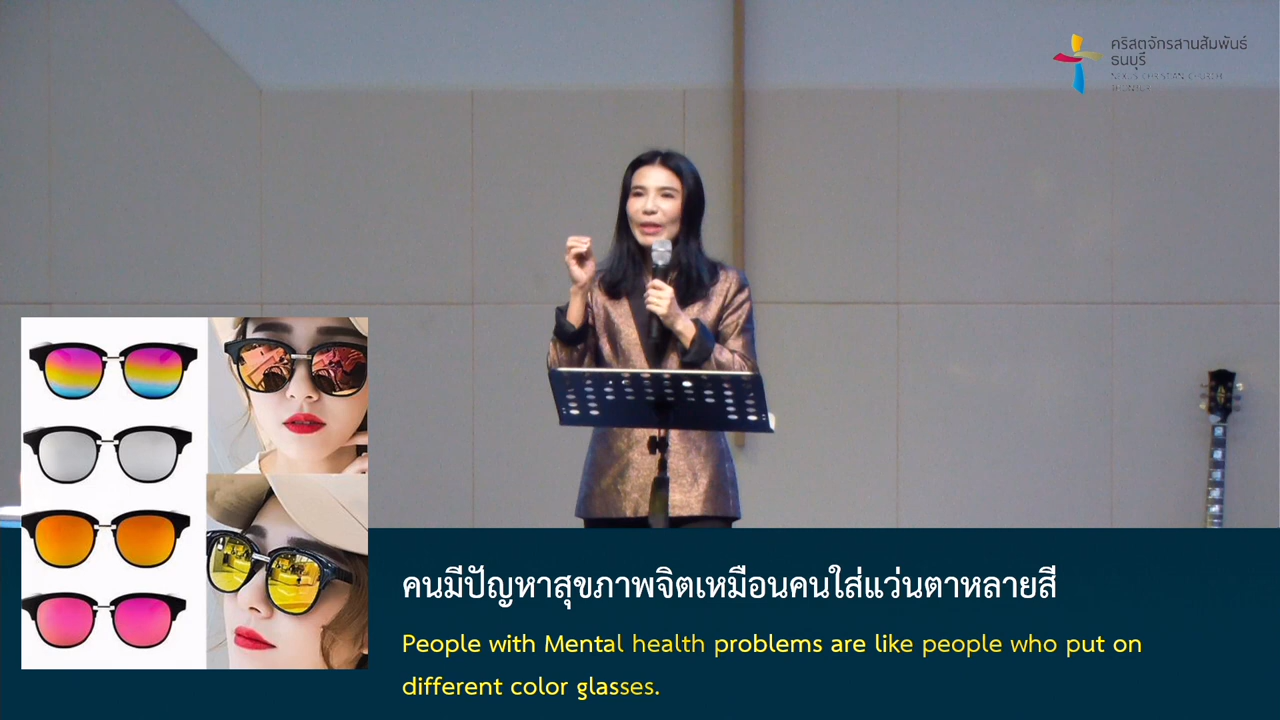 คริสตจักรสานสัมพันธ์
ธนบุรี
NEXUS CHRISTIAN CHURCH
คนมีปัญหาสุขภาพจิตเหมือนคนใส่แว่นตาหลายสี
People with Mental health problems are like people who put on
different color glasses.